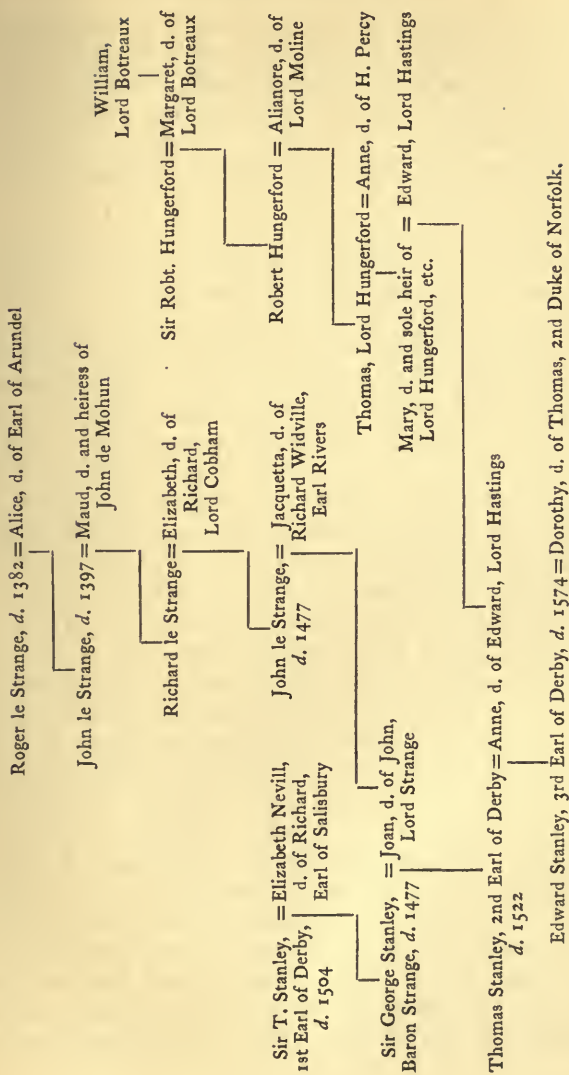 Roger le Strange, d. 1382 = Alice, d. of Earl of Arundel
John le Strange, d. 1397 = Maud, d. and heiress of
John de Mohun
William,
Lord Botreaux
Richard le Strange = Elizabeth, d. of
Richard,
Lord Cobham
Sir Robt. Hungerford = Margaret, d. of
Lord Botreaux
Sir T. Stanley,
1st Earl of Derby,
d. 1504
= Elizabeth Nevill,
d. of Richard,
Earl of Salisbury
John le Strange,
d. 1477
= Jacquetta, d. of
Richard Widville,
Earl Rivers
Robert Hungerford = Alianore, d. of
Lord Moline
Sir George Stanley,
Baron Strange, d. 1477
= Joan, d. of John,
Lord Strange
Thomas, Lord Hungerford = Anne, d. of H. Percy
Mary, d. and sole heir of
Lord Hungerford, etc.
= Edward, Lord Hastings
Thomas Stanley, 2nd Earl of Derby = Anne, d. of Edward, Lord Hastings
d. 1522
Edward Stanley, 3rd Earl of Derby, d. 1574 = Dorothy, d. of Thomas, 2nd Duke of Norfolk.